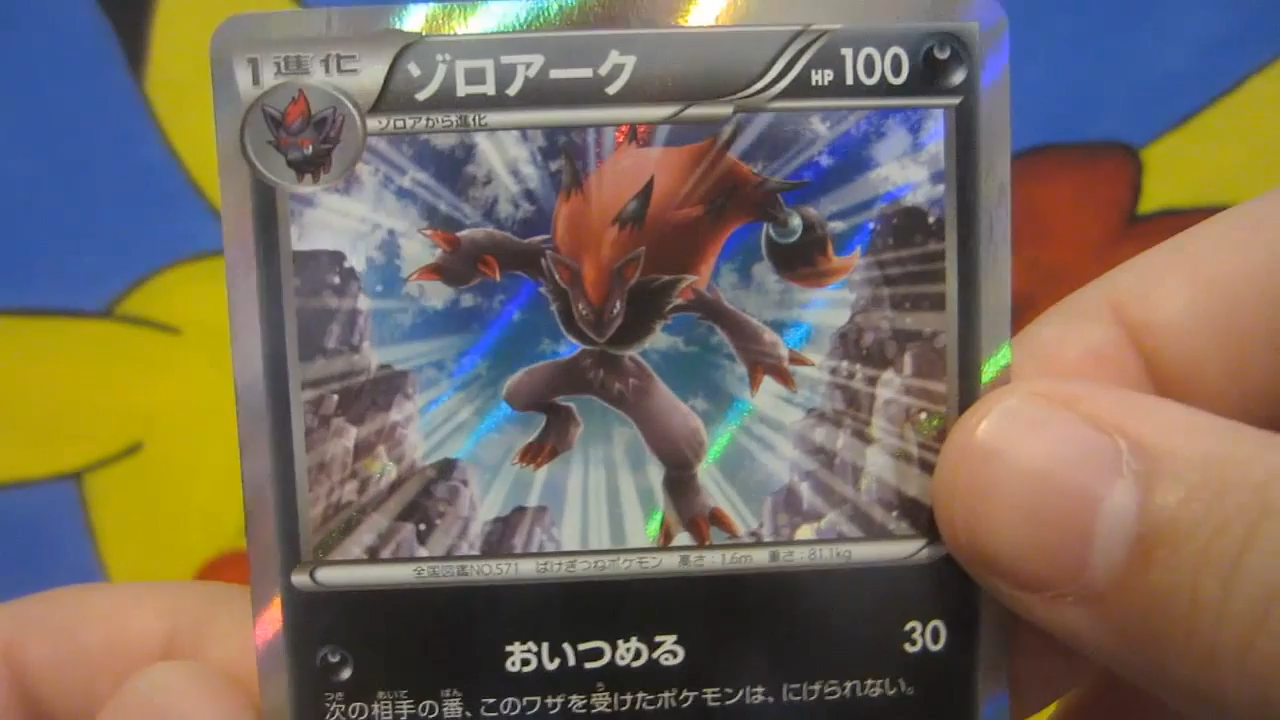 1進化
ゾロアーク
HP 100
ゾロアから進化
全国図鑑NO.571 ばけぎつねポケモン 高さ:1.6m 重さ:81.1kg
おいつめる 30
次の相手の番、このワザを受けたポケモンは、にげられない。